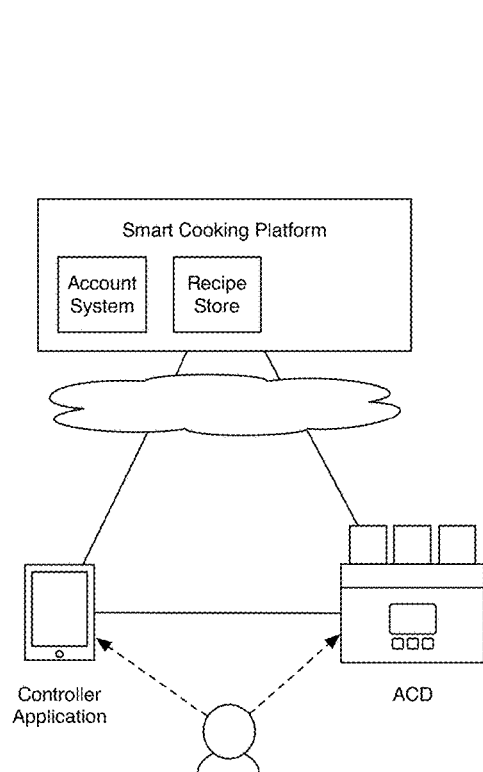 Smart Cooking Platform
Account
System
Recipe
Store
Controller
Application
ACD